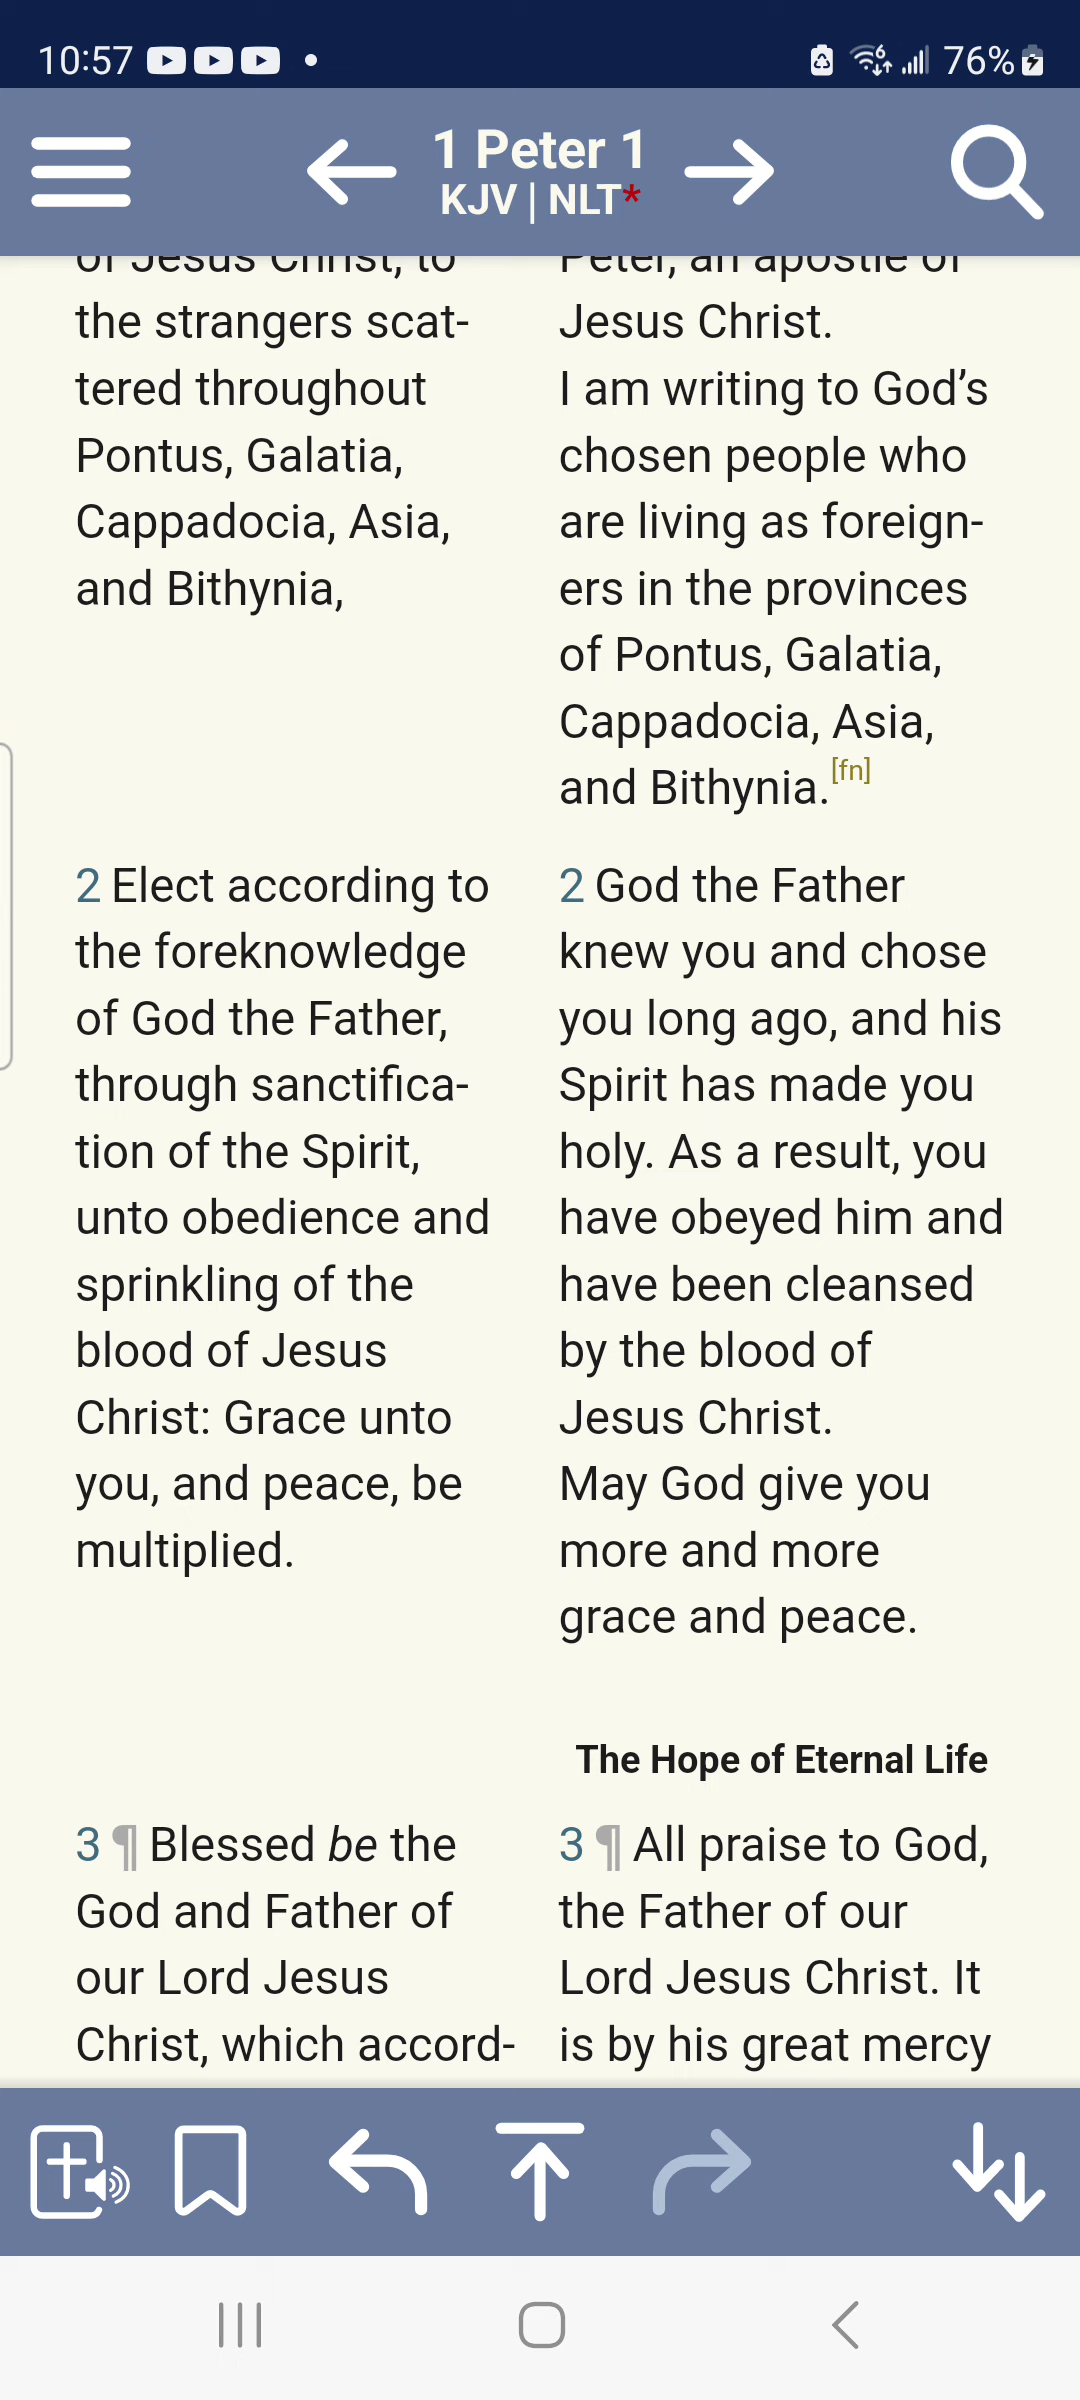 10:57
76%
1 Peter 1
KJV | NLT*
of Jesus Christ, to
the strangers scat-
tered throughout
Pontus, Galatia,
Cappadocia, Asia,
and Bithynia,
2 Elect according to
the foreknowledge
of God the Father,
through sanctifica-
tion of the Spirit,
unto obedience and
sprinkling of the
blood of Jesus
Christ: Grace unto
you, and peace, be
multiplied.
3 ¶ Blessed be the
God and Father of
our Lord Jesus
Christ, which accord-
Peter, an apostle of
Jesus Christ.
I am writing to God’s
chosen people who
are living as foreign-
ers in the provinces
of Pontus, Galatia,
Cappadocia, Asia,
and Bithynia.[fn]
2 God the Father
knew you and chose
you long ago, and his
Spirit has made you
holy. As a result, you
have obeyed him and
have been cleansed
by the blood of
Jesus Christ.
May God give you
more and more
grace and peace.
The Hope of Eternal Life
3 ¶ All praise to God,
the Father of our
Lord Jesus Christ. It
is by his great mercy